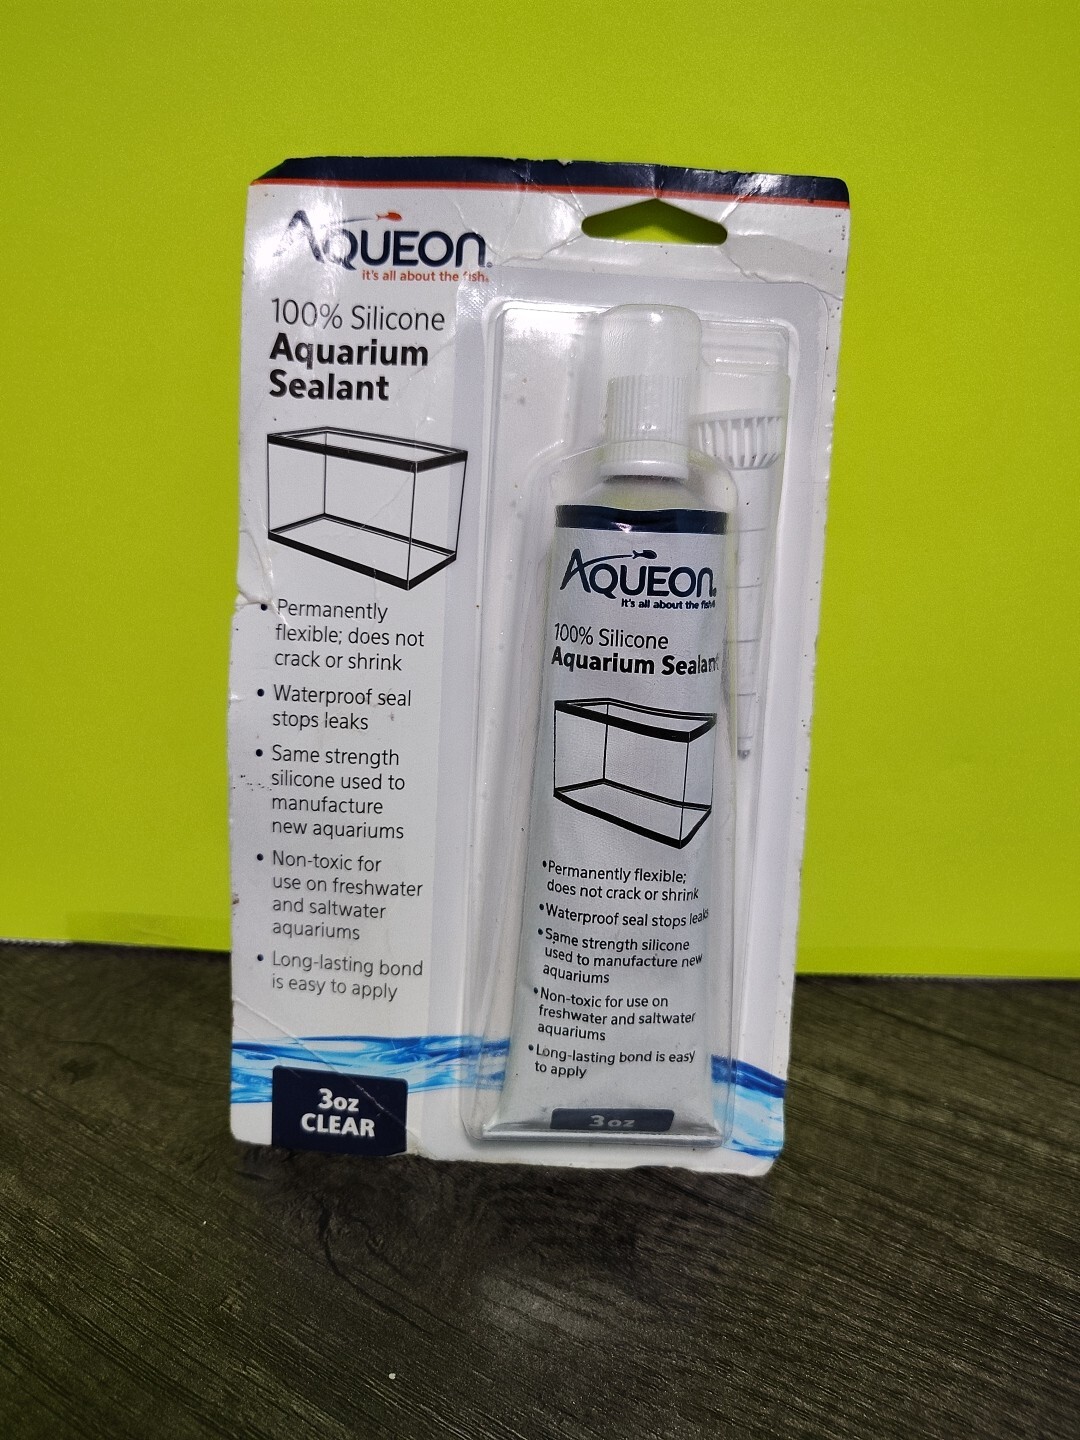 AQUEON®
it's all about the fish.
100% Silicone
Aquarium
Sealant
• Permanently
flexible; does not
crack or shrink
• Waterproof seal
stops leaks
• Same strength
silicone used to
manufacture
new aquariums
• Non-toxic for
use on freshwater
and saltwater
aquariums
• Long-lasting bond
is easy to apply
3oz
CLEAR
AQUEON®
It's all about the fish®
100% Silicone
Aquarium Sealant
•Permanently flexible;
does not crack or shrink
•Waterproof seal stops leaks
•Same strength silicone
used to manufacture new
aquariums
•Non-toxic for use on
freshwater and saltwater
aquariums
•Long-lasting bond is easy
to apply
3 oz